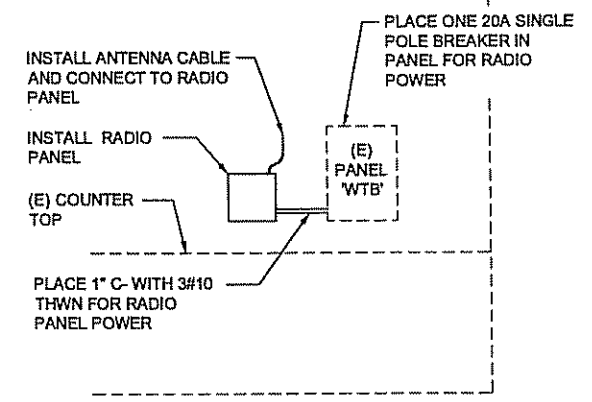 PLACE ONE 20A SINGLE
POLE BREAKER IN
PANEL FOR RADIO
POWER
INSTALL ANTENNA CABLE
AND CONNECT TO RADIO
PANEL
INSTALL RADIO
PANEL
(E)
PANEL
'WTB'
(E) COUNTER
TOP
PLACE 1" C- WITH 3#10
THWN FOR RADIO
PANEL POWER